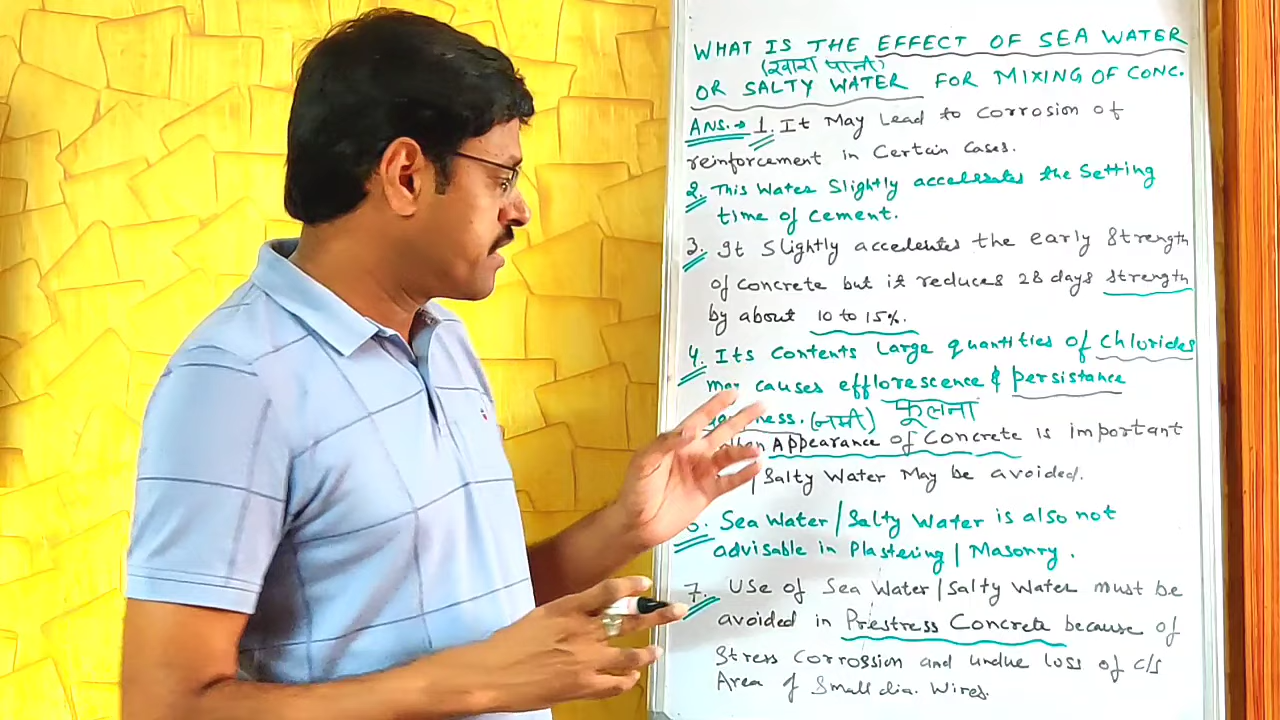 WHAT IS THE EFFECT OF SEA WATER
(खारा पानी)
OR SALTY WATER FOR MIXING OF CONC.
ANS.→ 1. It May Lead to Corrosion of
reinforcement in Certain Cases.
2. This Water Slightly accelerates the Setting
time of cement.
3. It Slightly accelerates the early Strength
of concrete but it reduces 28 days strength
by about 10 to 15%.
4. Its Contents Large quantities of Chlorides
may causes efflorescence & persistance
(नमी) फूलना
Appearance of Concrete is important
/Salty Water May be avoided.
Sea Water/Salty Water is also not
advisable in Plastering/Masonry.
7. Use of Sea Water/Salty Water must be
avoided in Prestress Concrete because of
Stress Corrossion and undue loss of c/s
Area of Small dia. Wires.